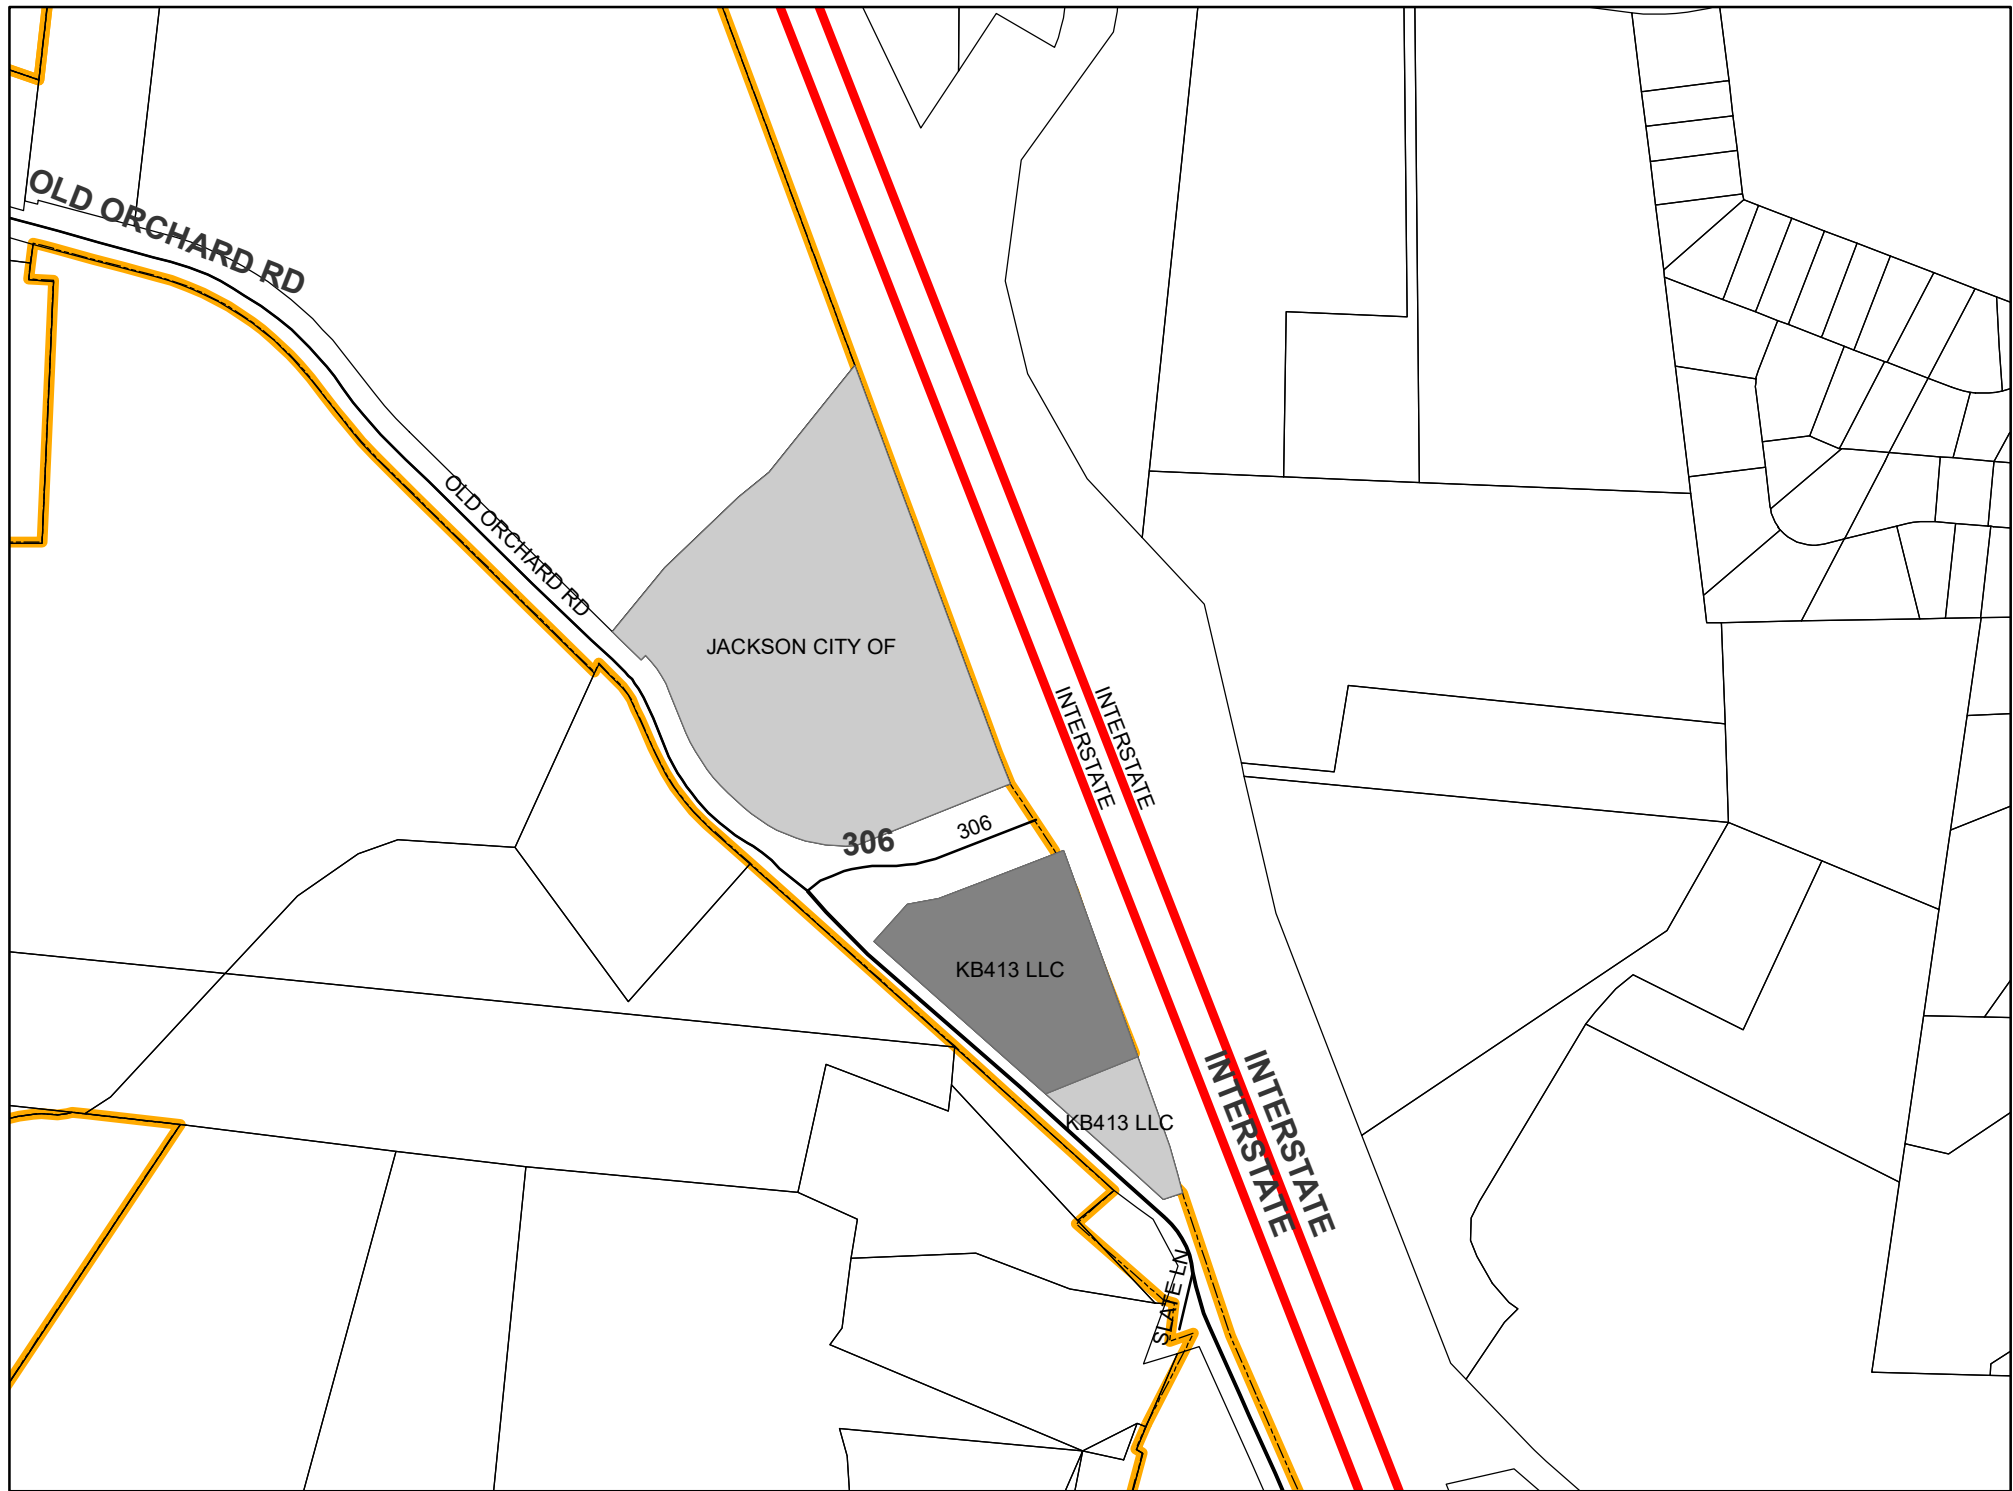 OLD ORCHARD RD
OLD ORCHARD RD
JACKSON CITY OF
INTERSTATE
INTERSTATE
306
306
KB413 LLC
INTERSTATE
INTERSTATE
KB413 LLC
SLATE LN